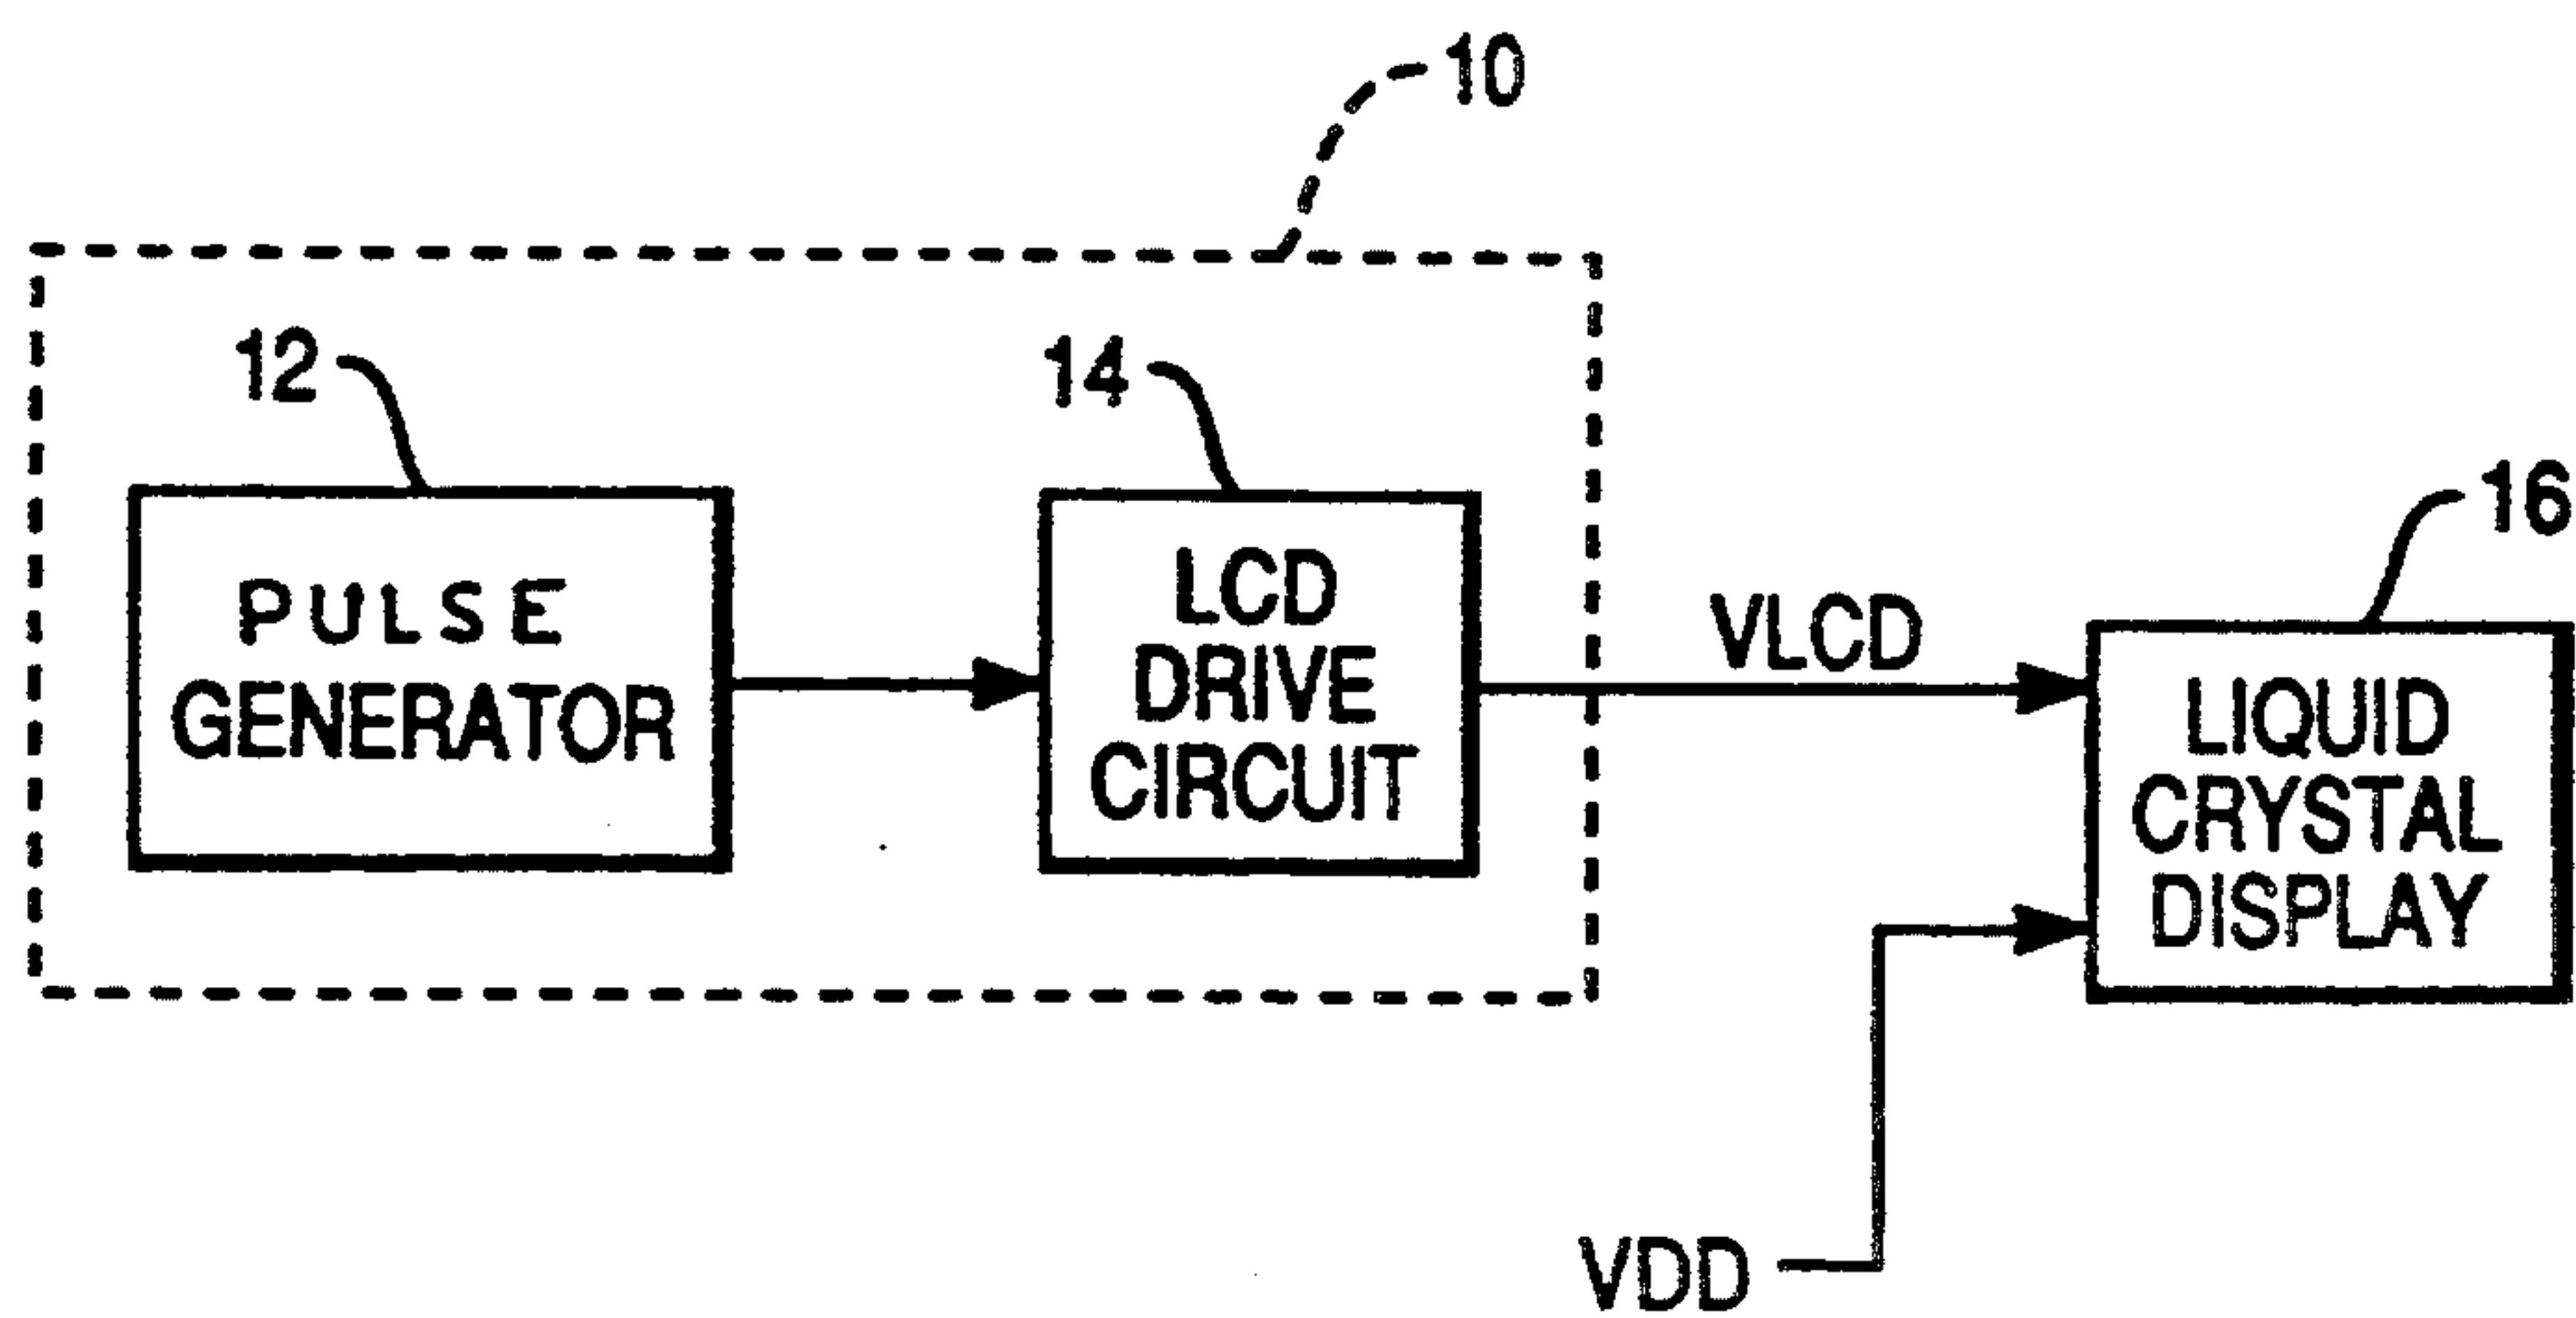 10
12
14
16
PULSE
GENERATOR
LCD
DRIVE
CIRCUIT
VLCD
LIQUID
CRYSTAL
DISPLAY
VDD